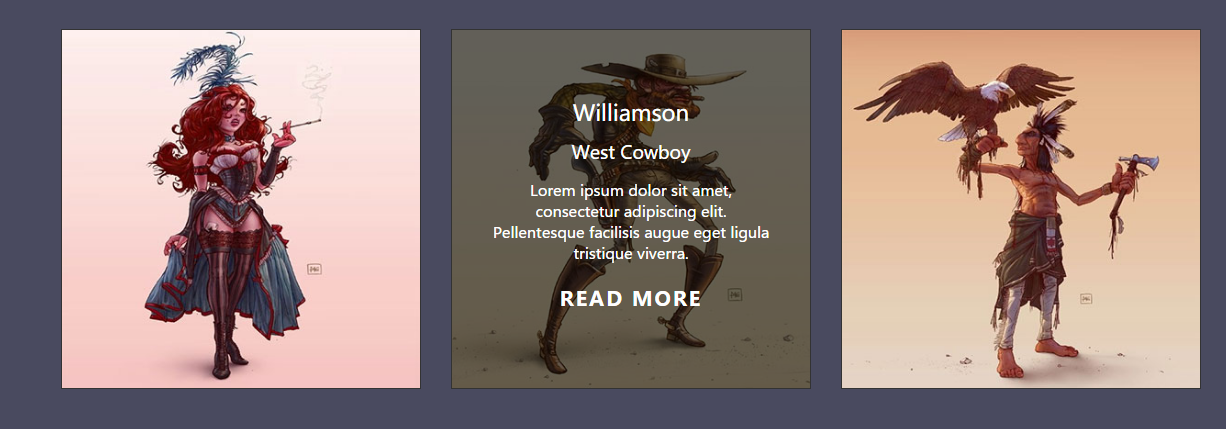 Williamson
West Cowboy
Lorem ipsum dolor sit amet,
consectetur adipiscing elit.
Pellentesque facilisis augue eget ligula
tristique viverra.
READ MORE